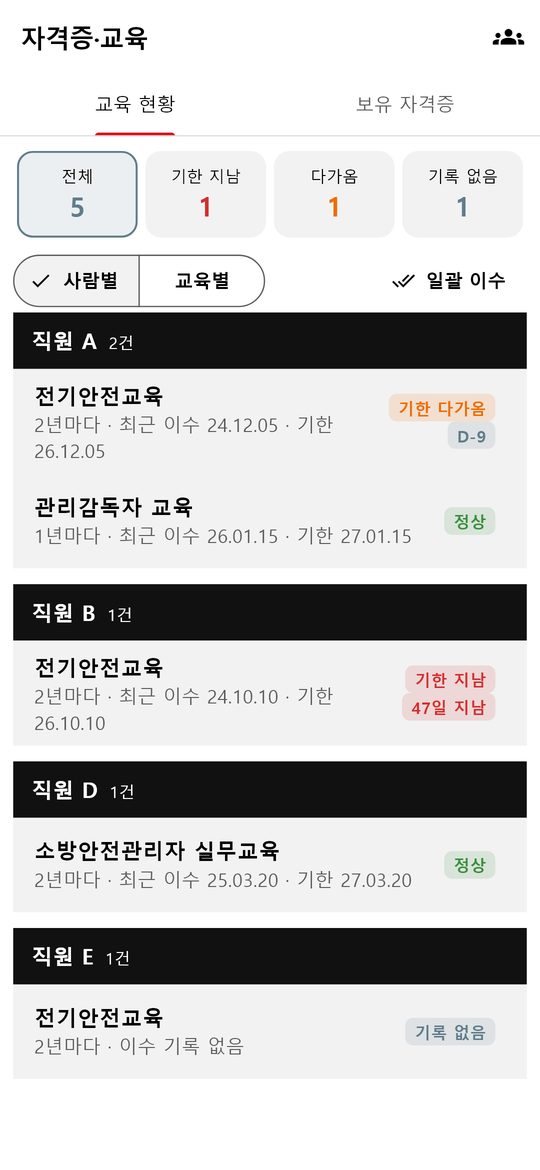 자격증·교육
교육 현황
보유 자격증
전체
5
기한 지남
1
다가옴
1
기록 없음
1
사람별
교육별
일괄 이수
직원 A 2건
전기안전교육
2년마다 · 최근 이수 24.12.05 · 기한
26.12.05
기한 다가옴
D-9
관리감독자 교육
1년마다 · 최근 이수 26.01.15 · 기한 27.01.15
정상
직원 B 1건
전기안전교육
2년마다 · 최근 이수 24.10.10 · 기한
26.10.10
기한 지남
47일 지남
직원 D 1건
소방안전관리자 실무교육
2년마다 · 최근 이수 25.03.20 · 기한 27.03.20
정상
직원 E 1건
전기안전교육
2년마다 · 이수 기록 없음
기록 없음